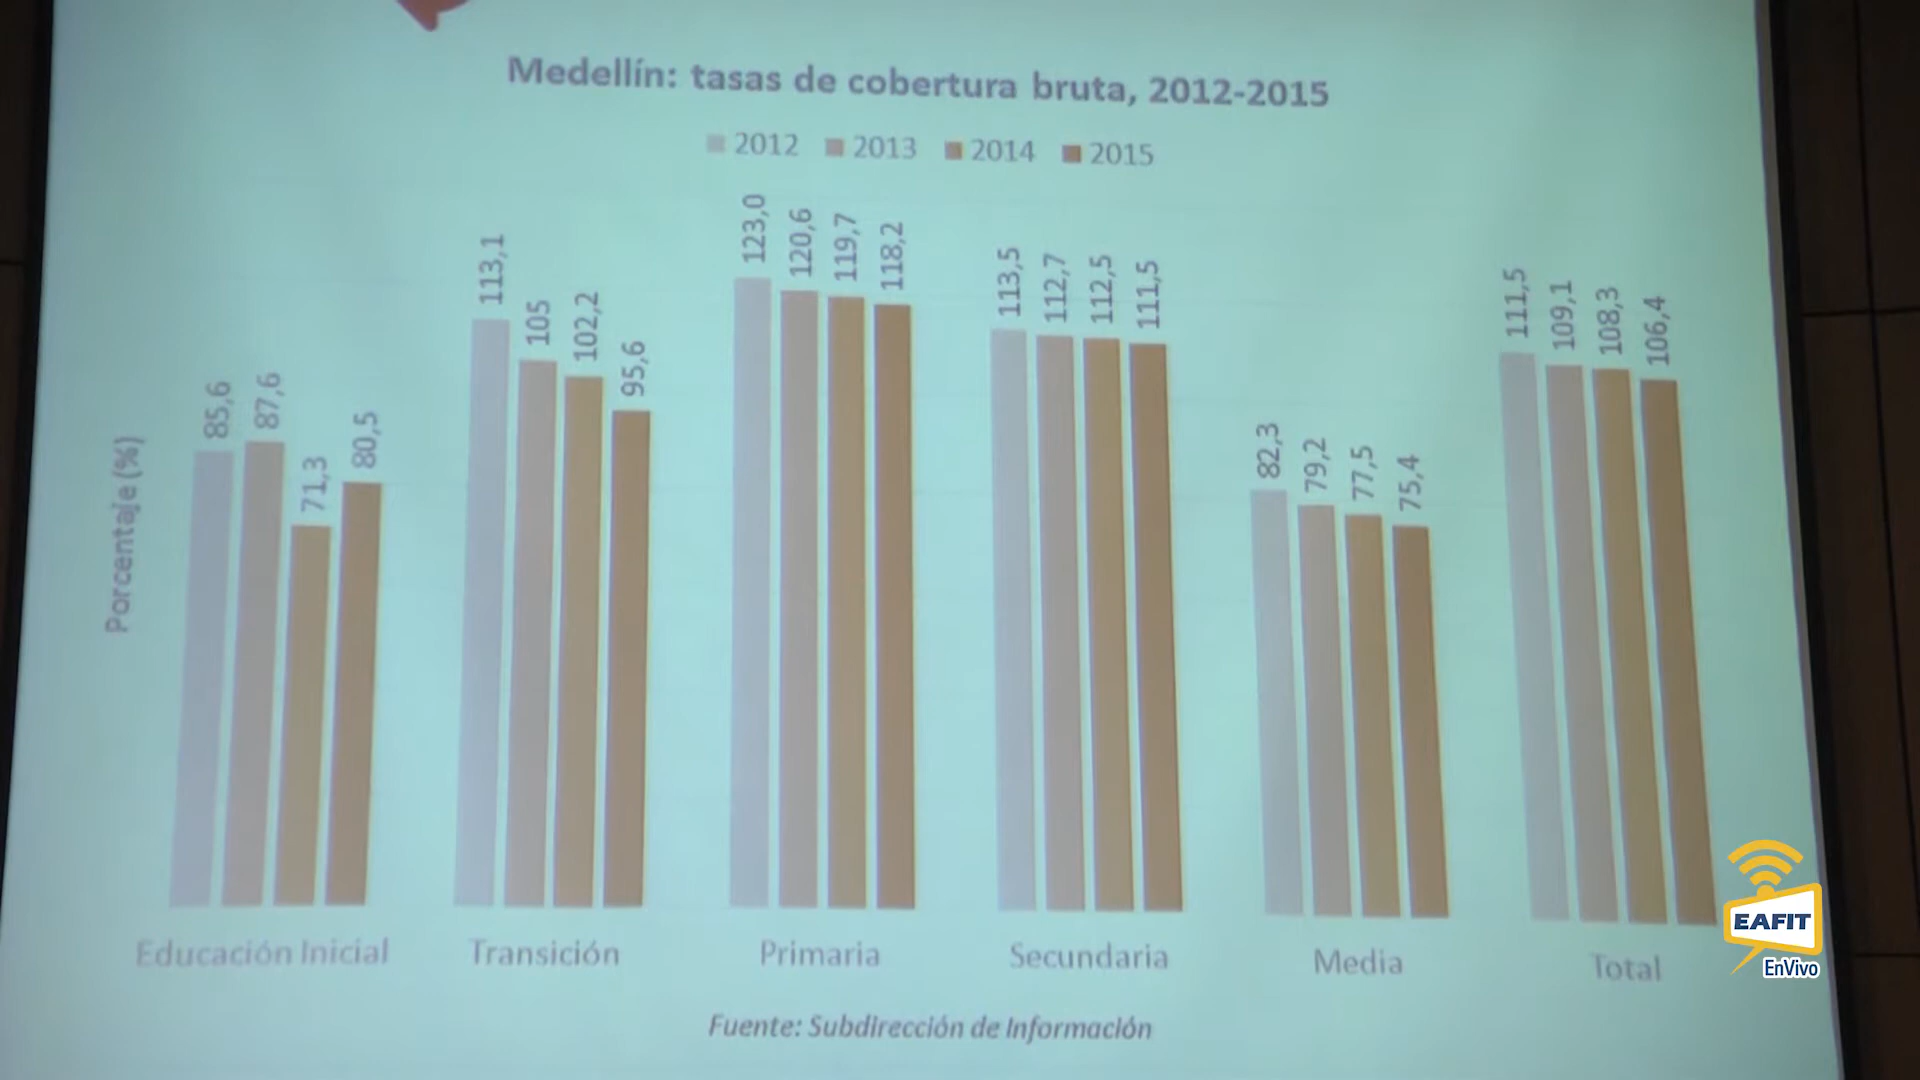 Medellín: tasas de cobertura bruta, 2012-2015
2012 2013 2014 2015
Porcentaje (%)
85,6 87,6 71,3 80,5
113,1 105 102,2 95,6
123,0 120,6 119,7 118,2
113,5 112,7 112,5 111,5
82,3 79,2 77,5 75,4
111,5 109,1 108,3 106,4
Educación Inicial Transición Primaria Secundaria Media Total
Fuente: Subdirección de Información
EAFIT
EnVivo